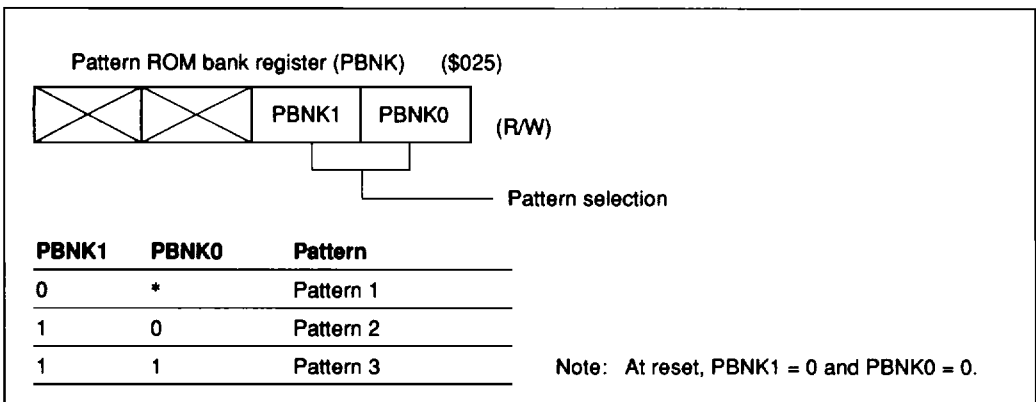 Pattern ROM bank register (PBNK) ($025)
PBNK1 PBNK0 (R/W)
Pattern selection
PBNK1 PBNK0 Pattern
0 * Pattern 1
1 0 Pattern 2
1 1 Pattern 3
Note: At reset, PBNK1 = 0 and PBNK0 = 0.